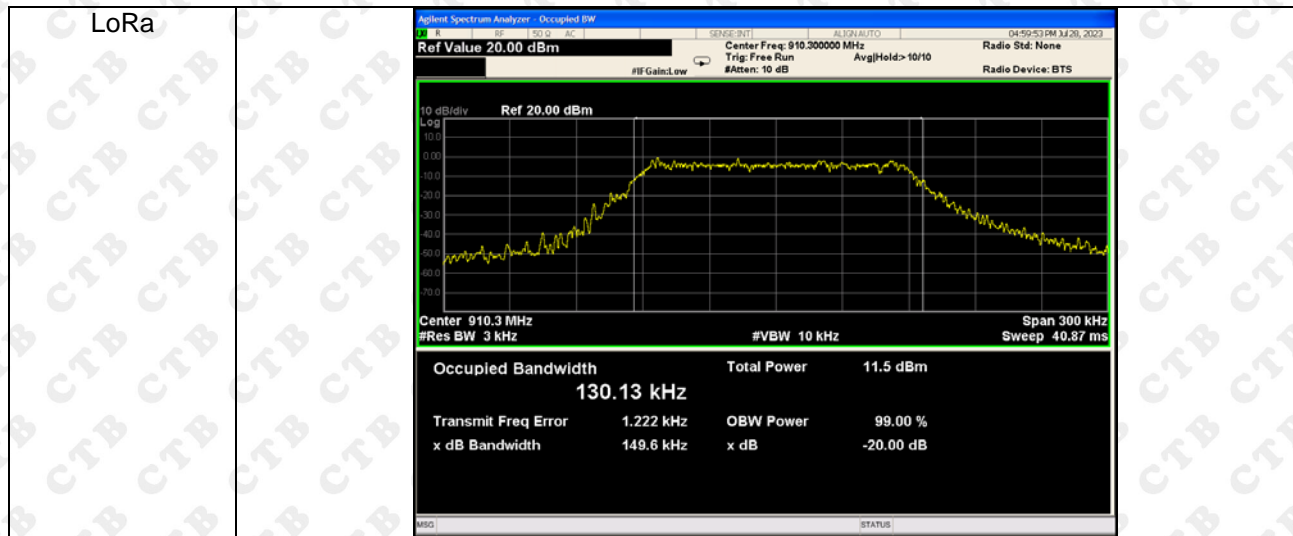 LoRa
Agilent Spectrum Analyzer - Occupied BW
LXI R RF 50 Ω AC SENSE:INT ALIGNAUTO 04:59:53 PM Jul 28, 2023
Ref Value 20.00 dBm Center Freq: 910.300000 MHz Radio Std: None
Trig: Free Run Avg|Hold:> 10/10
#IFGain:Low #Atten: 10 dB Radio Device: BTS
10 dB/div Ref 20.00 dBm
Log
10.0
0.00
-10.0
-20.0
-30.0
-40.0
-50.0
-60.0
-70.0
Center 910.3 MHz Span 300 kHz
#Res BW 3 kHz #VBW 10 kHz Sweep 40.87 ms
Occupied Bandwidth Total Power 11.5 dBm
130.13 kHz
Transmit Freq Error 1.222 kHz OBW Power 99.00 %
x dB Bandwidth 149.6 kHz x dB -20.00 dB
MSG STATUS
CTB